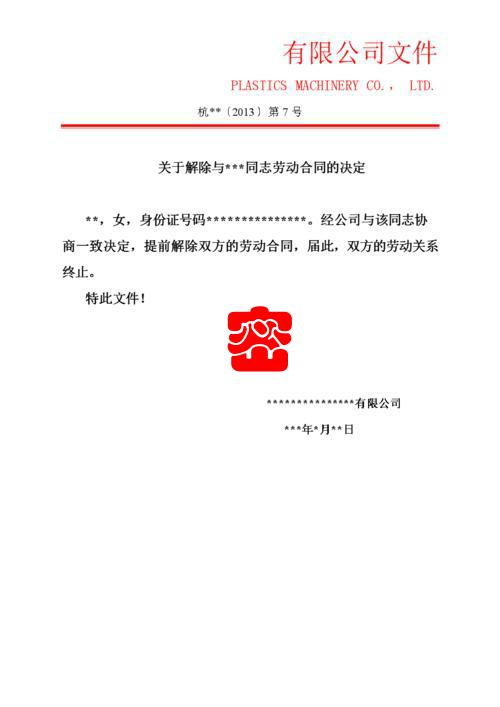 有限公司文件
PLASTICS MACHINERY CO., LTD.
杭**〔2013〕第7号
关于解除与***同志劳动合同的决定
**，女，身份证号码***************。经公司与该同志协
商一致决定，提前解除双方的劳动合同，届此，双方的劳动关系
终止。
特此文件！
***************有限公司
***年*月**日